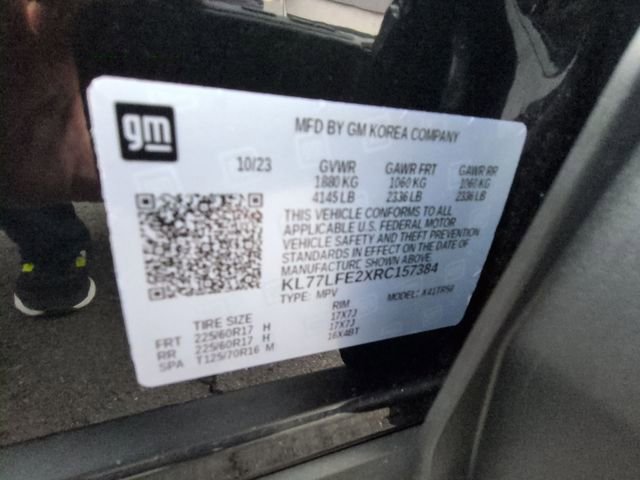 gm
MFD BY GM KOREA COMPANY
10/23 GVWR GAWR FRT GAWR RR
1880 KG 1060 KG 1060 KG
4145 LB 2336 LB 2336 LB
THIS VEHICLE CONFORMS TO ALL
APPLICABLE U.S. FEDERAL MOTOR
VEHICLE SAFETY AND THEFT PREVENTION
STANDARDS IN EFFECT ON THE DATE OF
MANUFACTURE SHOWN ABOVE.
KL77LFE2XRC157384
TYPE: MPV MODEL:
TIRE SIZE RIM
FRT 225/60R17 H 17X7J
RR 225/60R17 H 17X7J
SPA T125/70R16 M 16X4BT